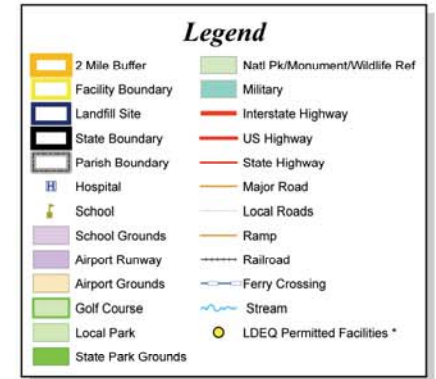 Legend
2 Mile Buffer
Facility Boundary
Landfill Site
State Boundary
Parish Boundary
H Hospital
School
School Grounds
Airport Runway
Airport Grounds
Golf Course
Local Park
State Park Grounds
Natl Pk/Monument/Wildlife Ref
Military
Interstate Highway
US Highway
State Highway
Major Road
Local Roads
Ramp
Railroad
Ferry Crossing
Stream
LDEQ Permitted Facilities *